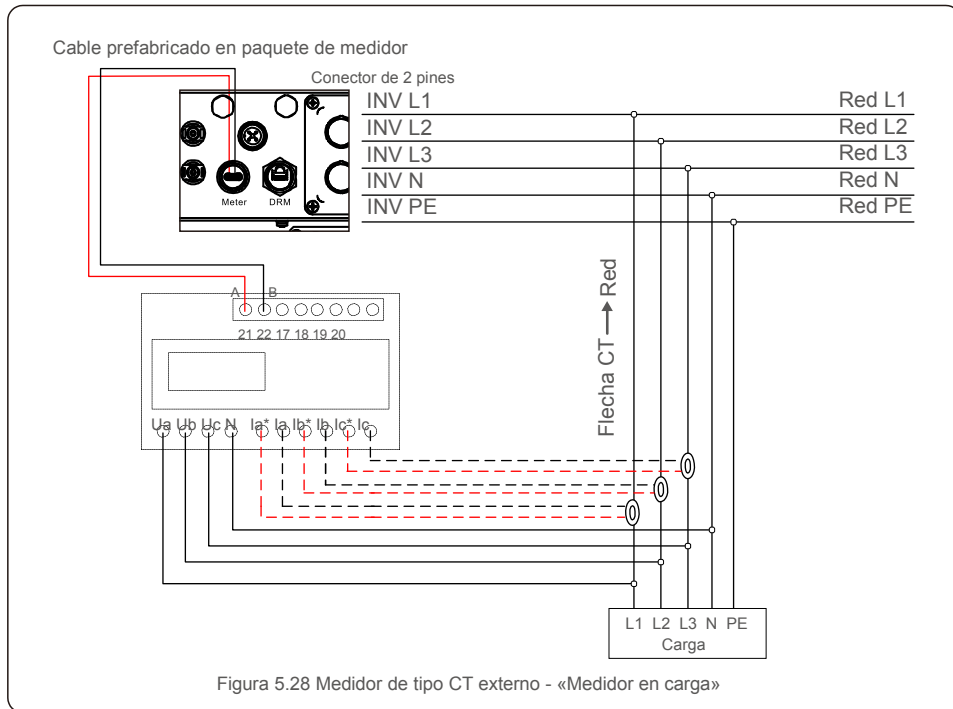 Cable prefabricado en paquete de medidor
Conector de 2 pines
INV L1
Red L1
INV L2
Red L2
INV L3
Red L3
INV N
Red N
INV PE
Red PE
Meter
DRM
A
B
21 22 17 18 19 20
Flecha CT → Red
Ua Ub Uc N Ia* Ia Ib* Ib Ic* Ic
L1 L2 L3 N PE
Carga
Figura 5.28 Medidor de tipo CT externo - «Medidor en carga»